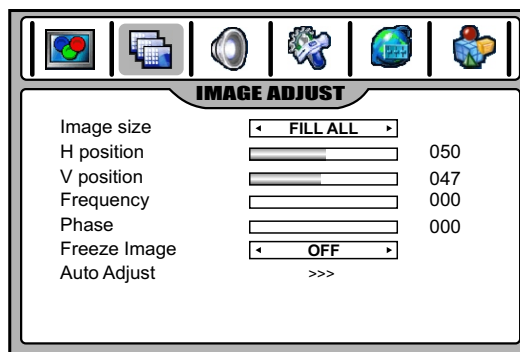 IMAGE ADJUST
Image size FILL ALL
H position 050
V position 047
Frequency 000
Phase 000
Freeze Image OFF
Auto Adjust >>>